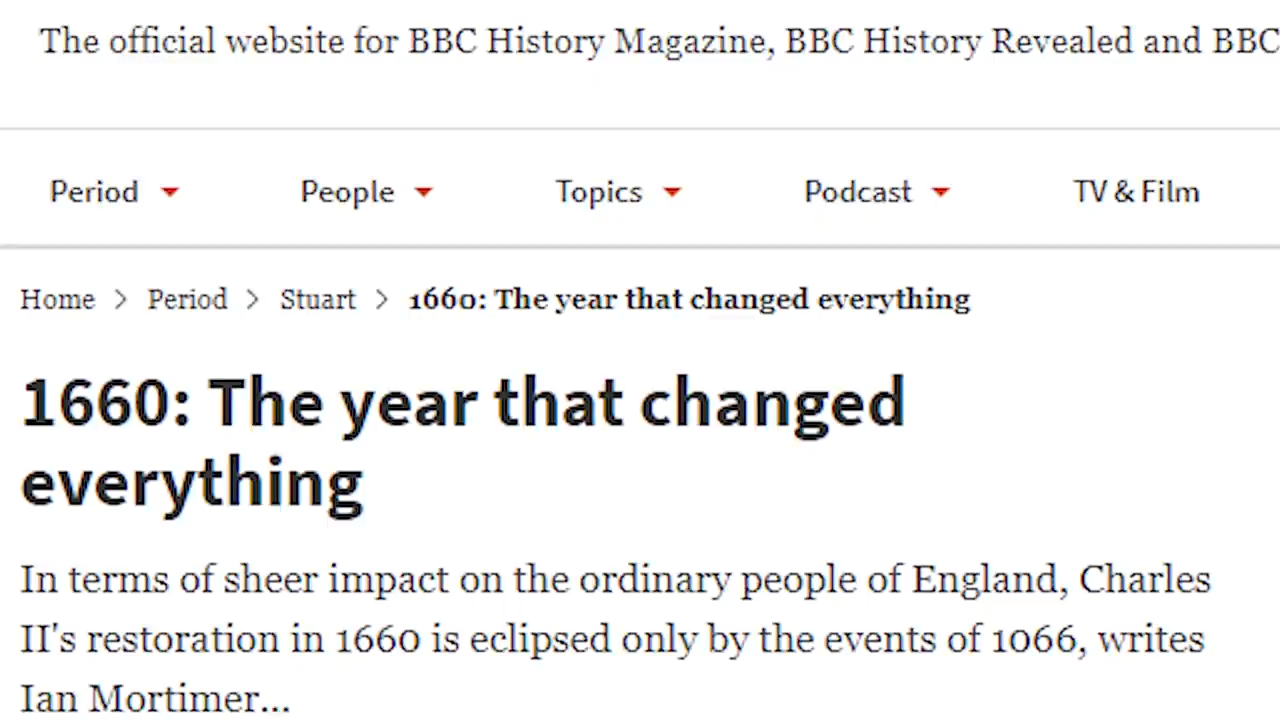 The official website for BBC History Magazine, BBC History Revealed and BBC
Period People Topics Podcast TV & Film
Home > Period > Stuart > 1660: The year that changed everything
1660: The year that changed
everything
In terms of sheer impact on the ordinary people of England, Charles
II's restoration in 1660 is eclipsed only by the events of 1066, writes
Ian Mortimer...